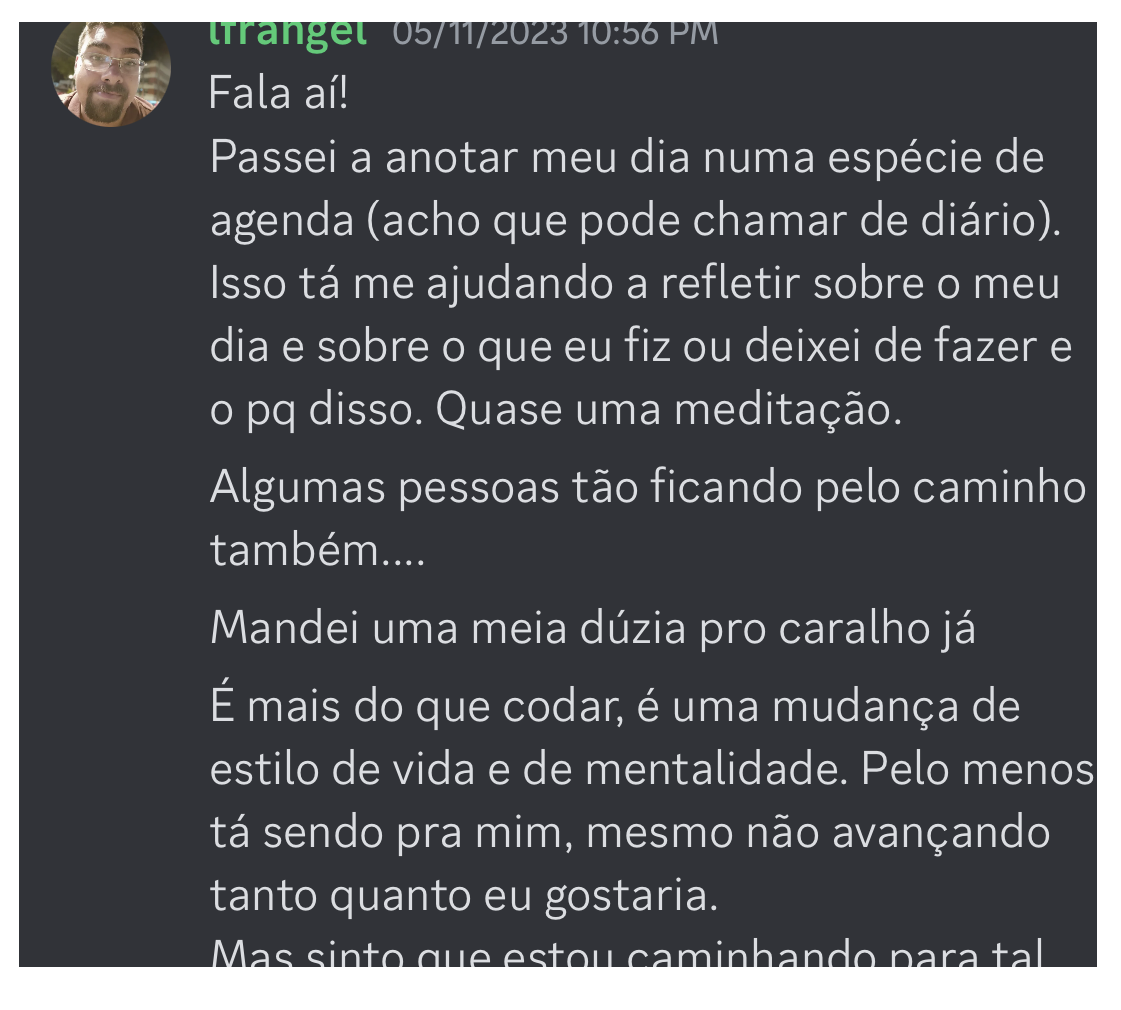 lfrangel 05/11/2023 10:56 PM
Fala aí!
Passei a anotar meu dia numa espécie de
agenda (acho que pode chamar de diário).
Isso tá me ajudando a refletir sobre o meu
dia e sobre o que eu fiz ou deixei de fazer e
o pq disso. Quase uma meditação.
Algumas pessoas tão ficando pelo caminho
também....
Mandei uma meia dúzia pro caralho já
É mais do que codar, é uma mudança de
estilo de vida e de mentalidade. Pelo menos
tá sendo pra mim, mesmo não avançando
tanto quanto eu gostaria.
Mas sinto que estou caminhando para tal